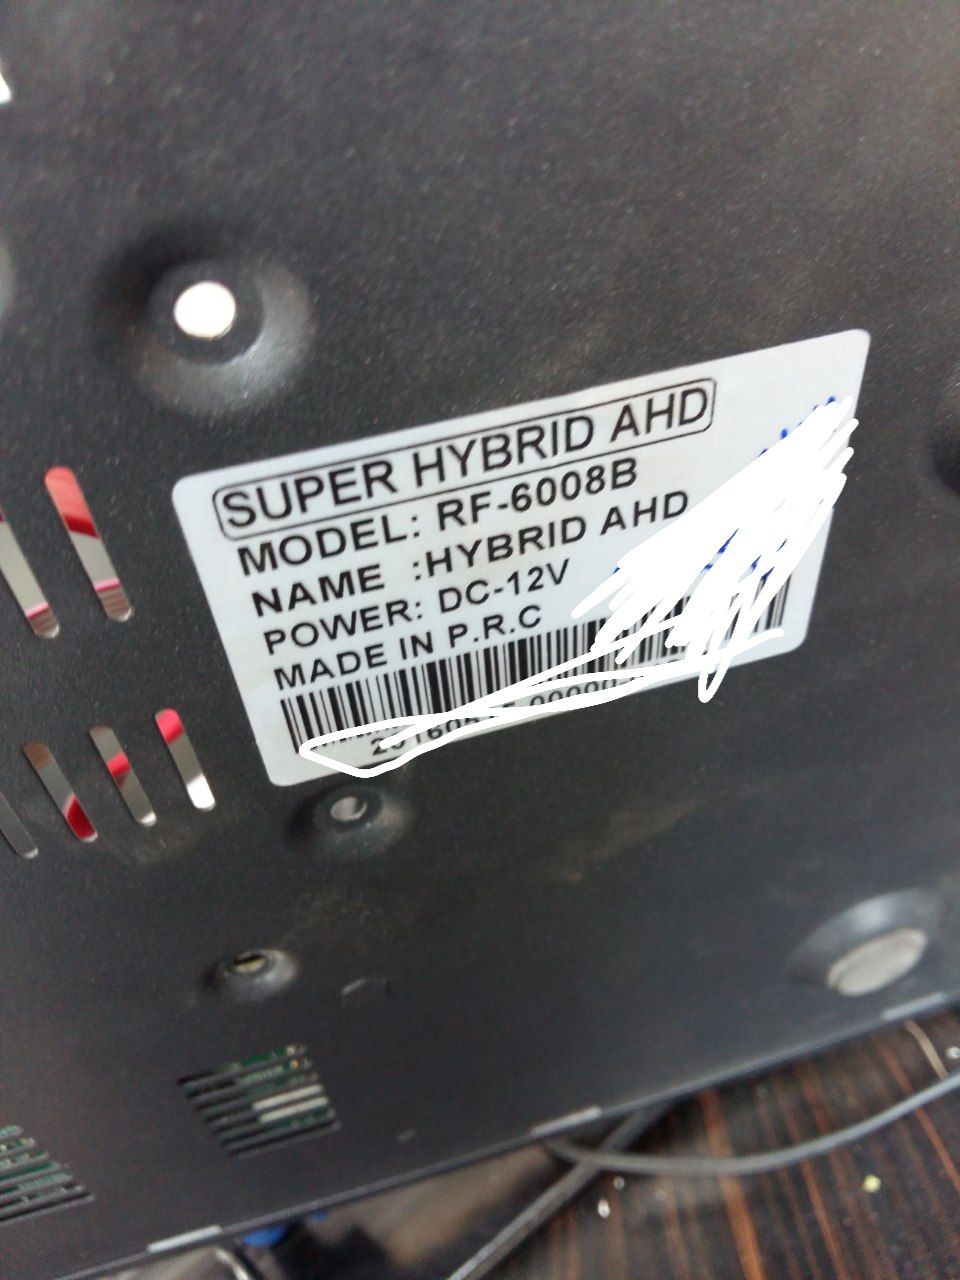 SUPER HYBRID AHD
MODEL: RF-6008B
NAME :HYBRID AHD
POWER: DC-12V
MADE IN P.R.C